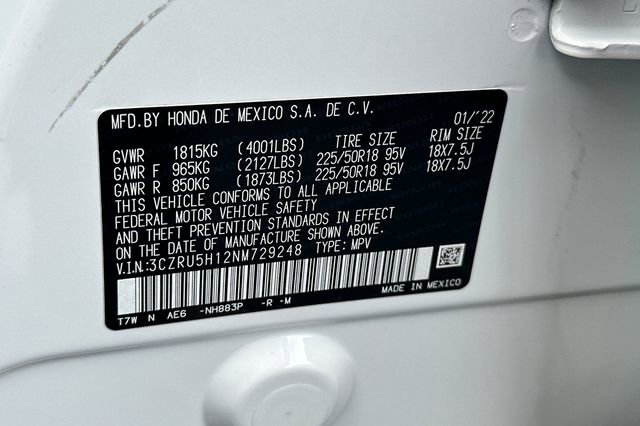 MFD.BY HONDA DE MEXICO S.A. DE C.V. 01/'22
TIRE SIZE RIM SIZE
GVWR 1815KG (4001LBS)
GAWR F 965KG (2127LBS) 225/50R18 95V 18X7.5J
GAWR R 850KG (1873LBS) 225/50R18 95V 18X7.5J
THIS VEHICLE CONFORMS TO ALL APPLICABLE
FEDERAL MOTOR VEHICLE SAFETY
AND THEFT PREVENTION STANDARDS IN EFFECT
ON THE DATE OF MANUFACTURE SHOWN ABOVE.
V.I.N:3CZRU5H12NM729248 TYPE: MPV
MADE IN MEXICO
T7W N AE6 -NH883P -R -M